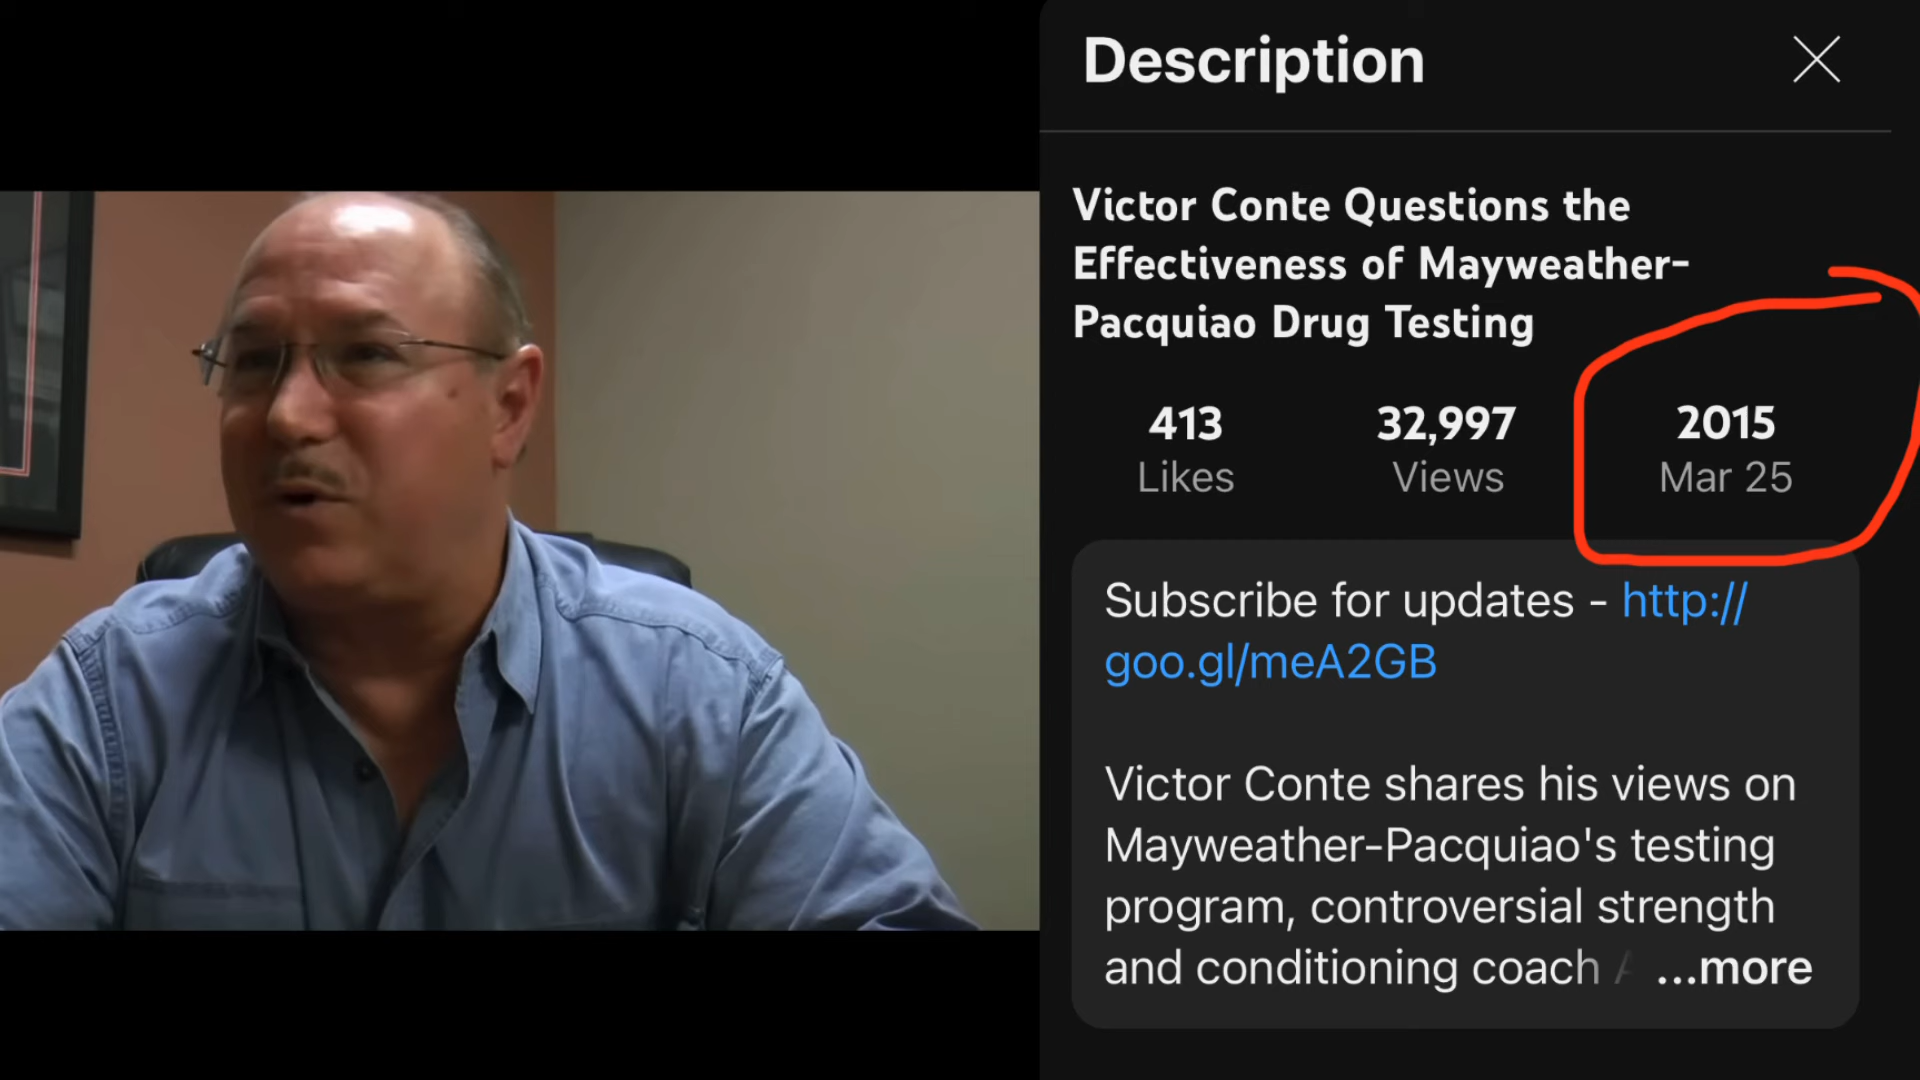 Description
Victor Conte Questions the
Effectiveness of Mayweather-
Pacquiao Drug Testing
413
Likes
32,997
Views
2015
Mar 25
Subscribe for updates - http://
goo.gl/meA2GB
Victor Conte shares his views on
Mayweather-Pacquiao's testing
program, controversial strength
and conditioning coach ...more